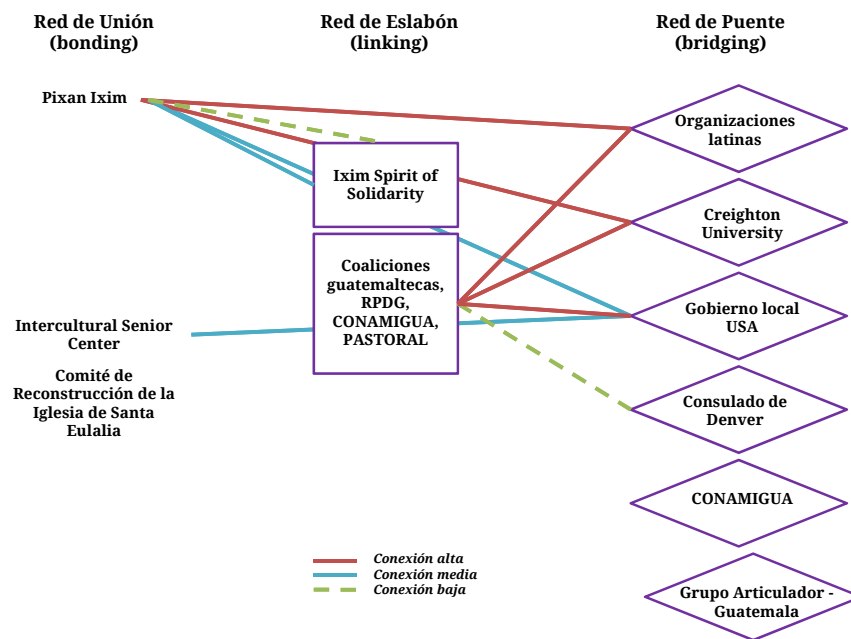 Red de Unión
(bonding)
Red de Eslabón
(linking)
Red de Puente
(bridging)
Pixan Ixim
Intercultural Senior
Center
Comité de
Reconstrucción de la
Iglesia de Santa
Eulalia
Ixim Spirit of
Solidarity
Coaliciones
guatemaltecas,
RPDG,
CONAMIGUA,
PASTORAL
Organizaciones
latinas
Creighton
University
Gobierno local
USA
Consulado de
Denver
CONAMIGUA
Grupo Articulador -
Guatemala
Conexión alta
Conexión media
Conexión baja